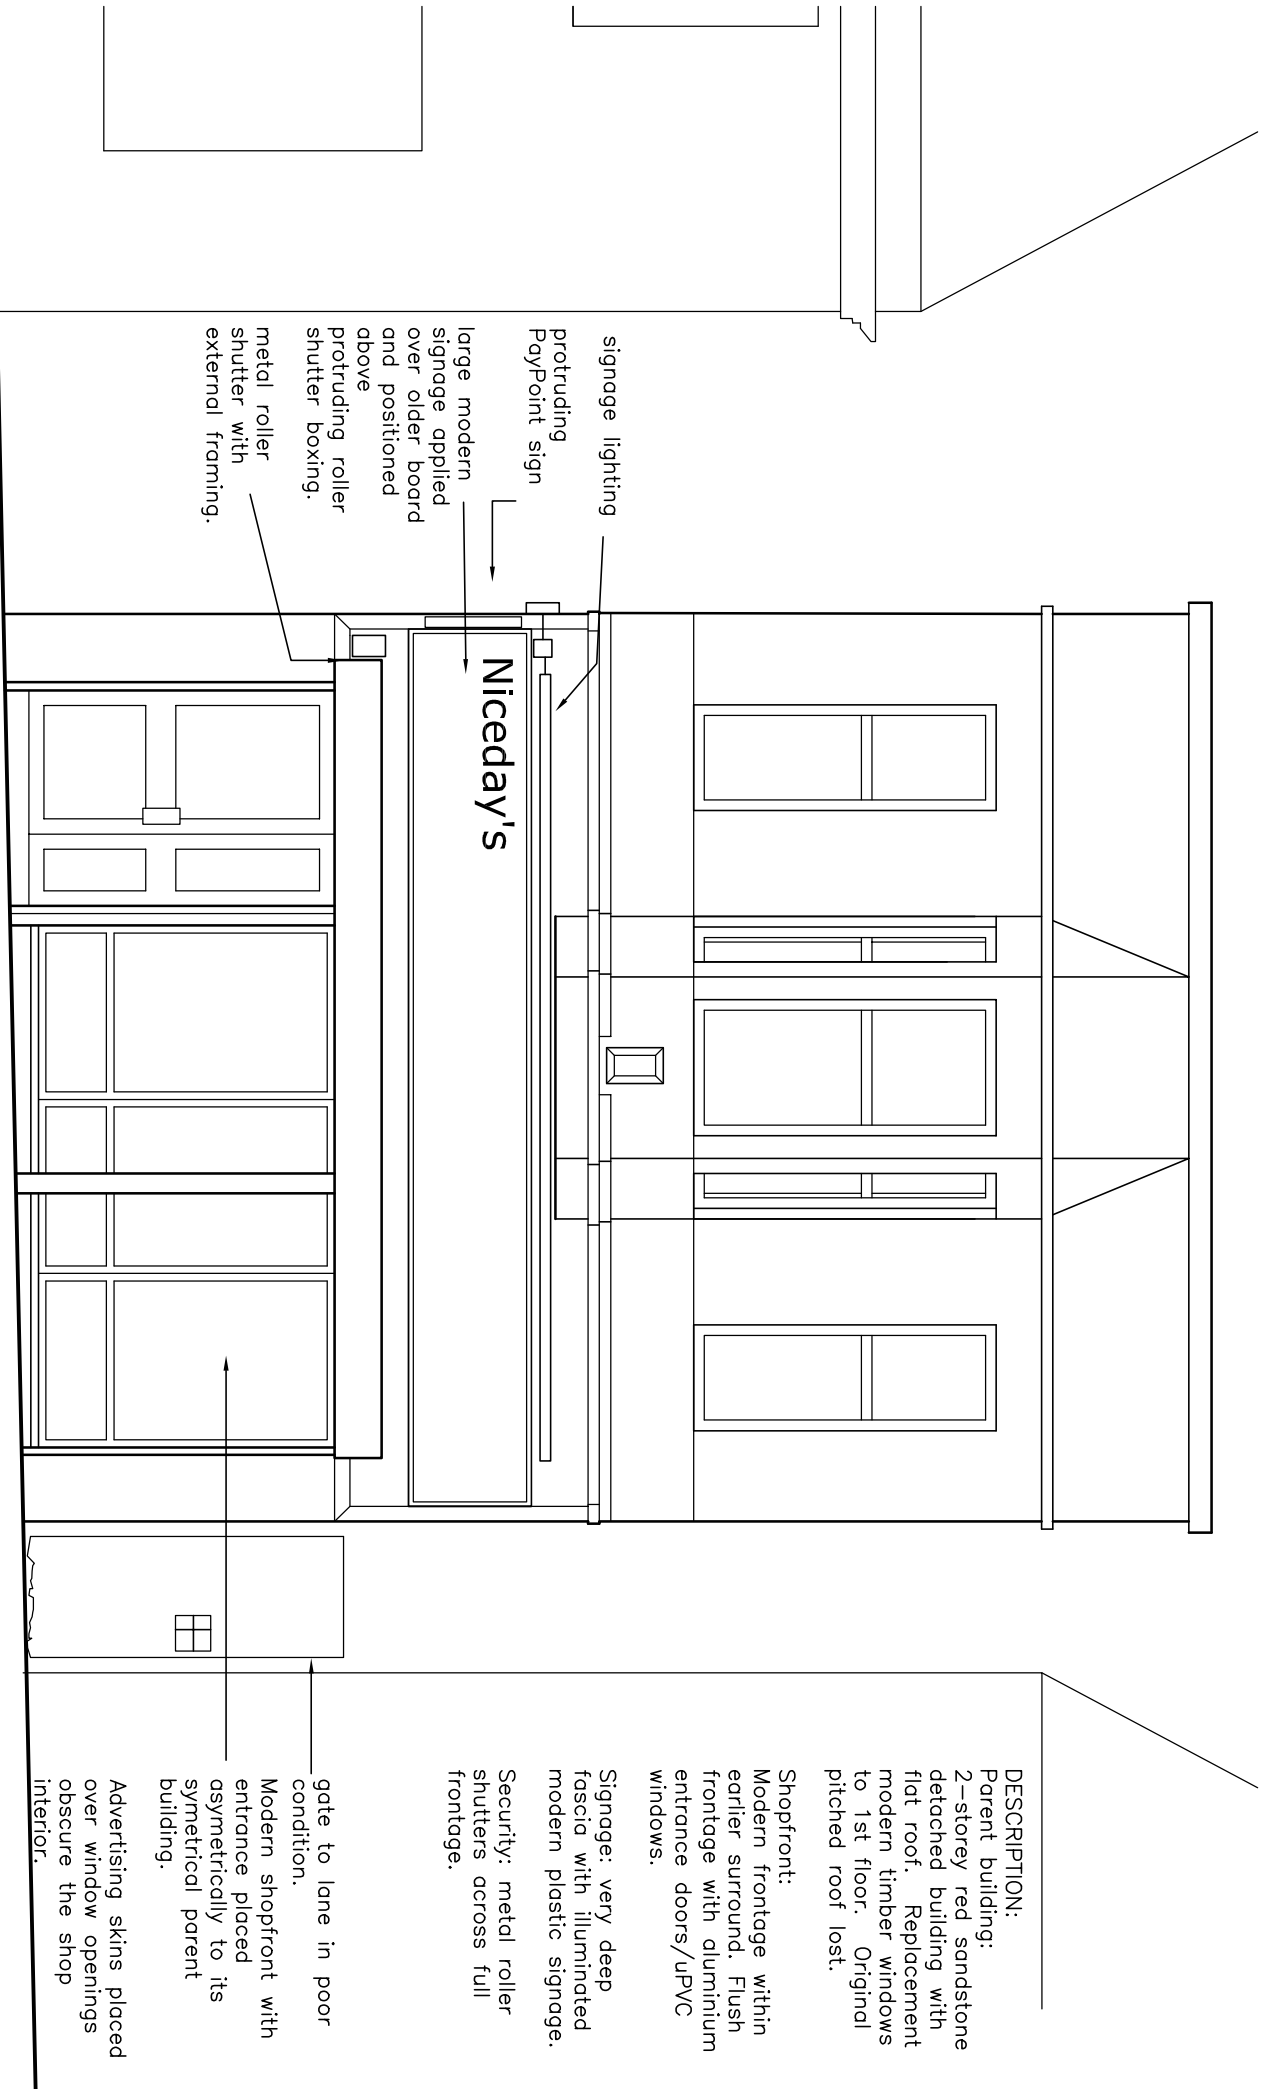 signage lighting
protruding
PayPoint sign
large modern
signage applied
over older board
and positioned
above
protruding roller
shutter boxing.
metal roller
shutter with
external framing.
Niceday's
DESCRIPTION:
Parent building:
2-storey red sandstone
detached building with
flat roof. Replacement
modern timber windows
to 1st floor. Original
pitched roof lost.
Shopfront:
Modern frontage within
earlier surround. Flush
frontage with aluminium
entrance doors/uPVC
windows.
Signage: very deep
fascia with illuminated
modern plastic signage.
Security: metal roller
shutters across full
frontage.
gate to lane in poor
condition.
Modern shopfront with
entrance placed
asymetrically to its
symetrical parent
building.
Advertising skins placed
over window openings
obscure the shop
interior.